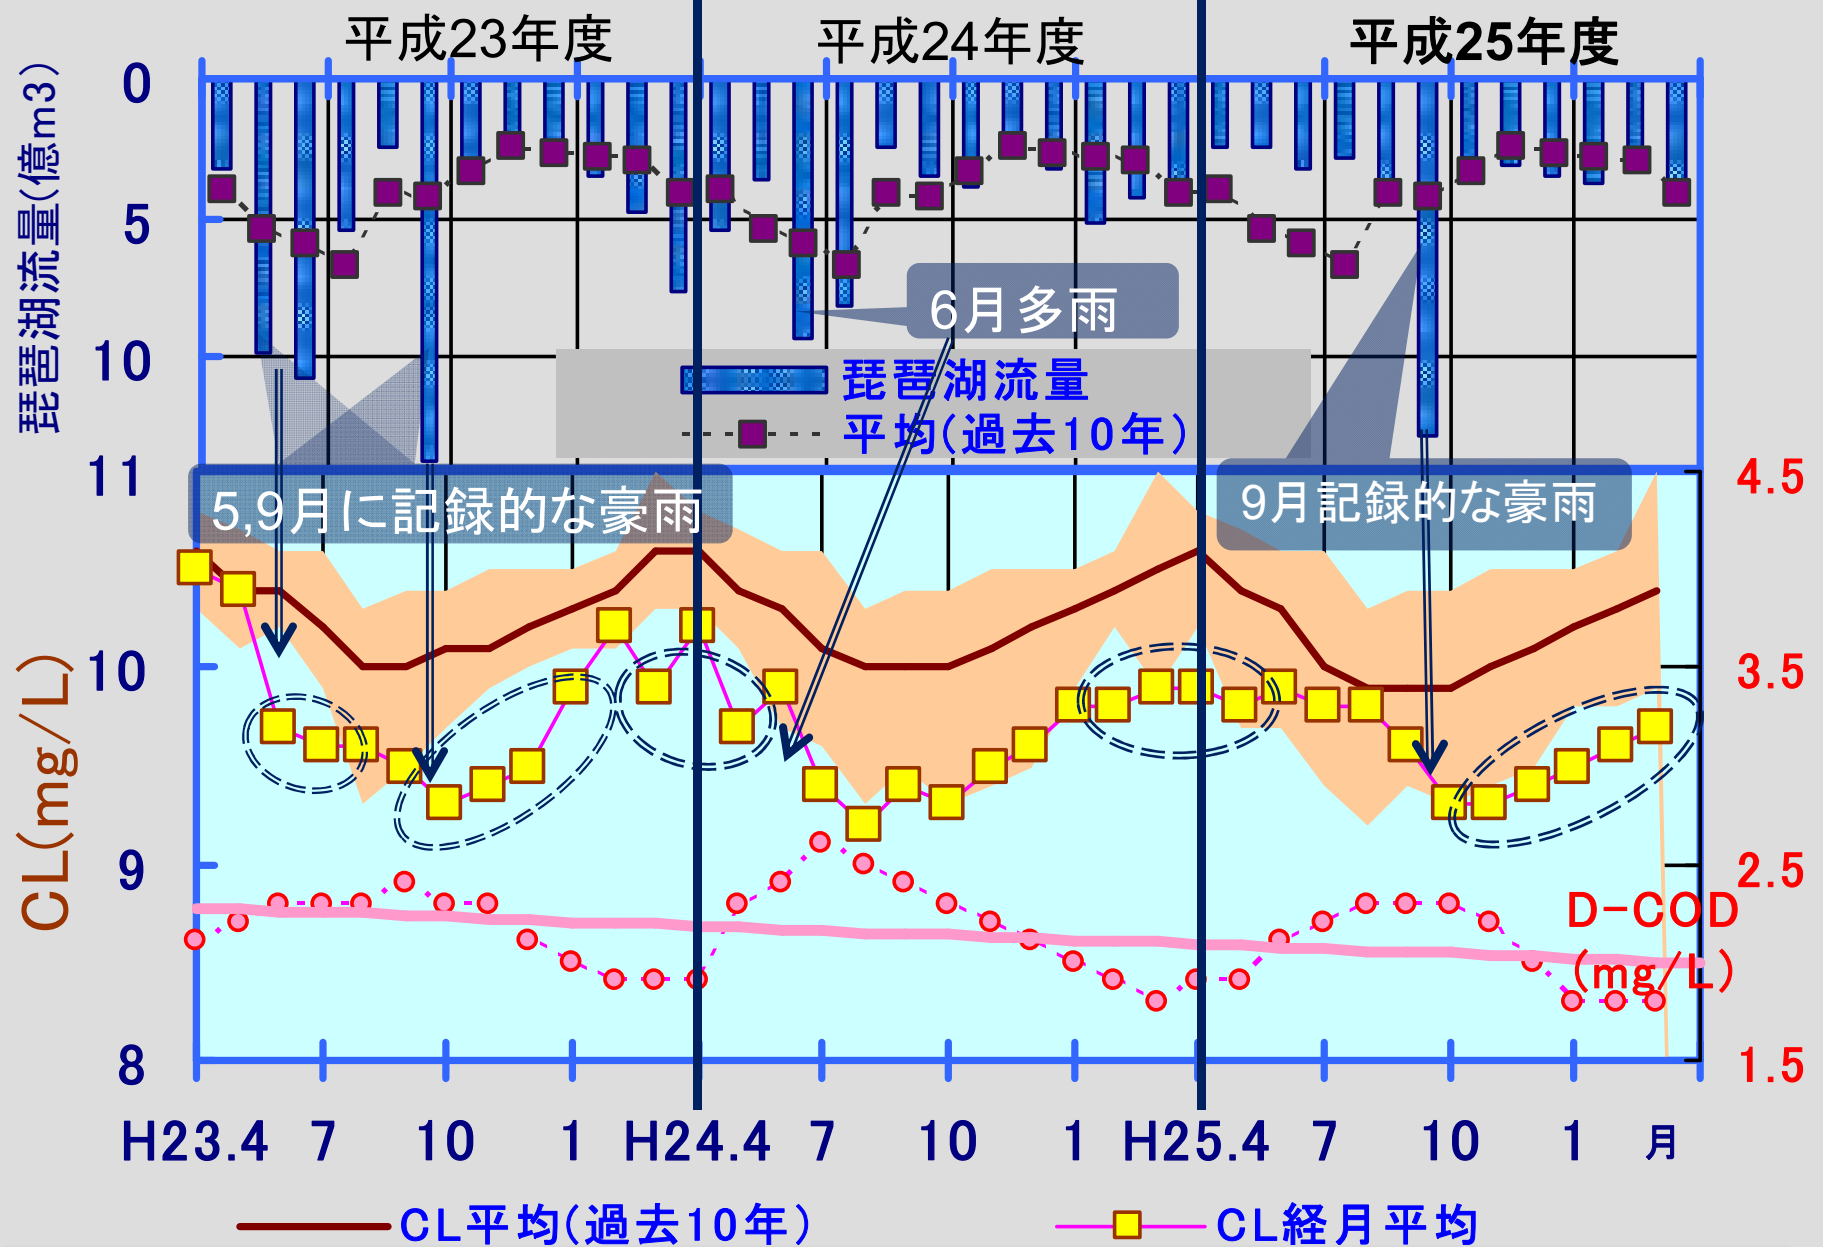 平成23年度
平成24年度
平成25年度
琵琶湖流量(億m3)
0
5
10
6月多雨
琵琶湖流量
平均(過去10年)
5,9月に記録的な豪雨
9月記録的な豪雨
CL(mg/L)
11
10
9
8
4.5
3.5
2.5
1.5
D-COD
(mg/L)
H23.4 7 10 1 H24.4 7 10 1 H25.4 7 10 1 月
CL平均(過去10年)
CL経月平均